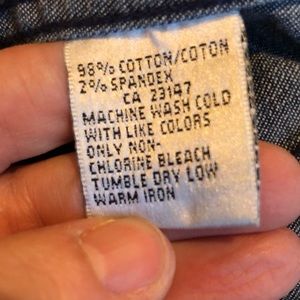 98% COTTON/COTON
2% SPANDEX
CA 23147
MACHINE WASH COLD
WITH LIKE COLORS
ONLY NON-
CHLORINE BLEACH
TUMBLE DRY LOW
WARM IRON